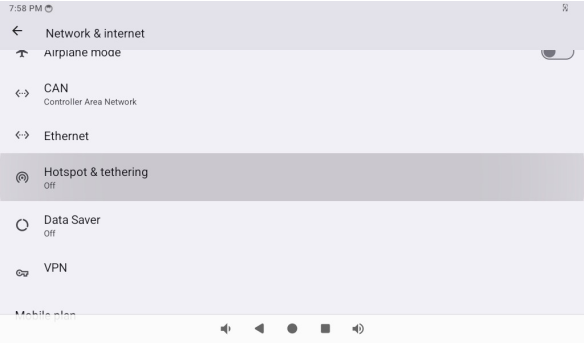 7:58 PM
Network & internet
Airplane mode
CAN
Controller Area Network
Ethernet
Hotspot & tethering
Off
Data Saver
Off
VPN
Mobile plan